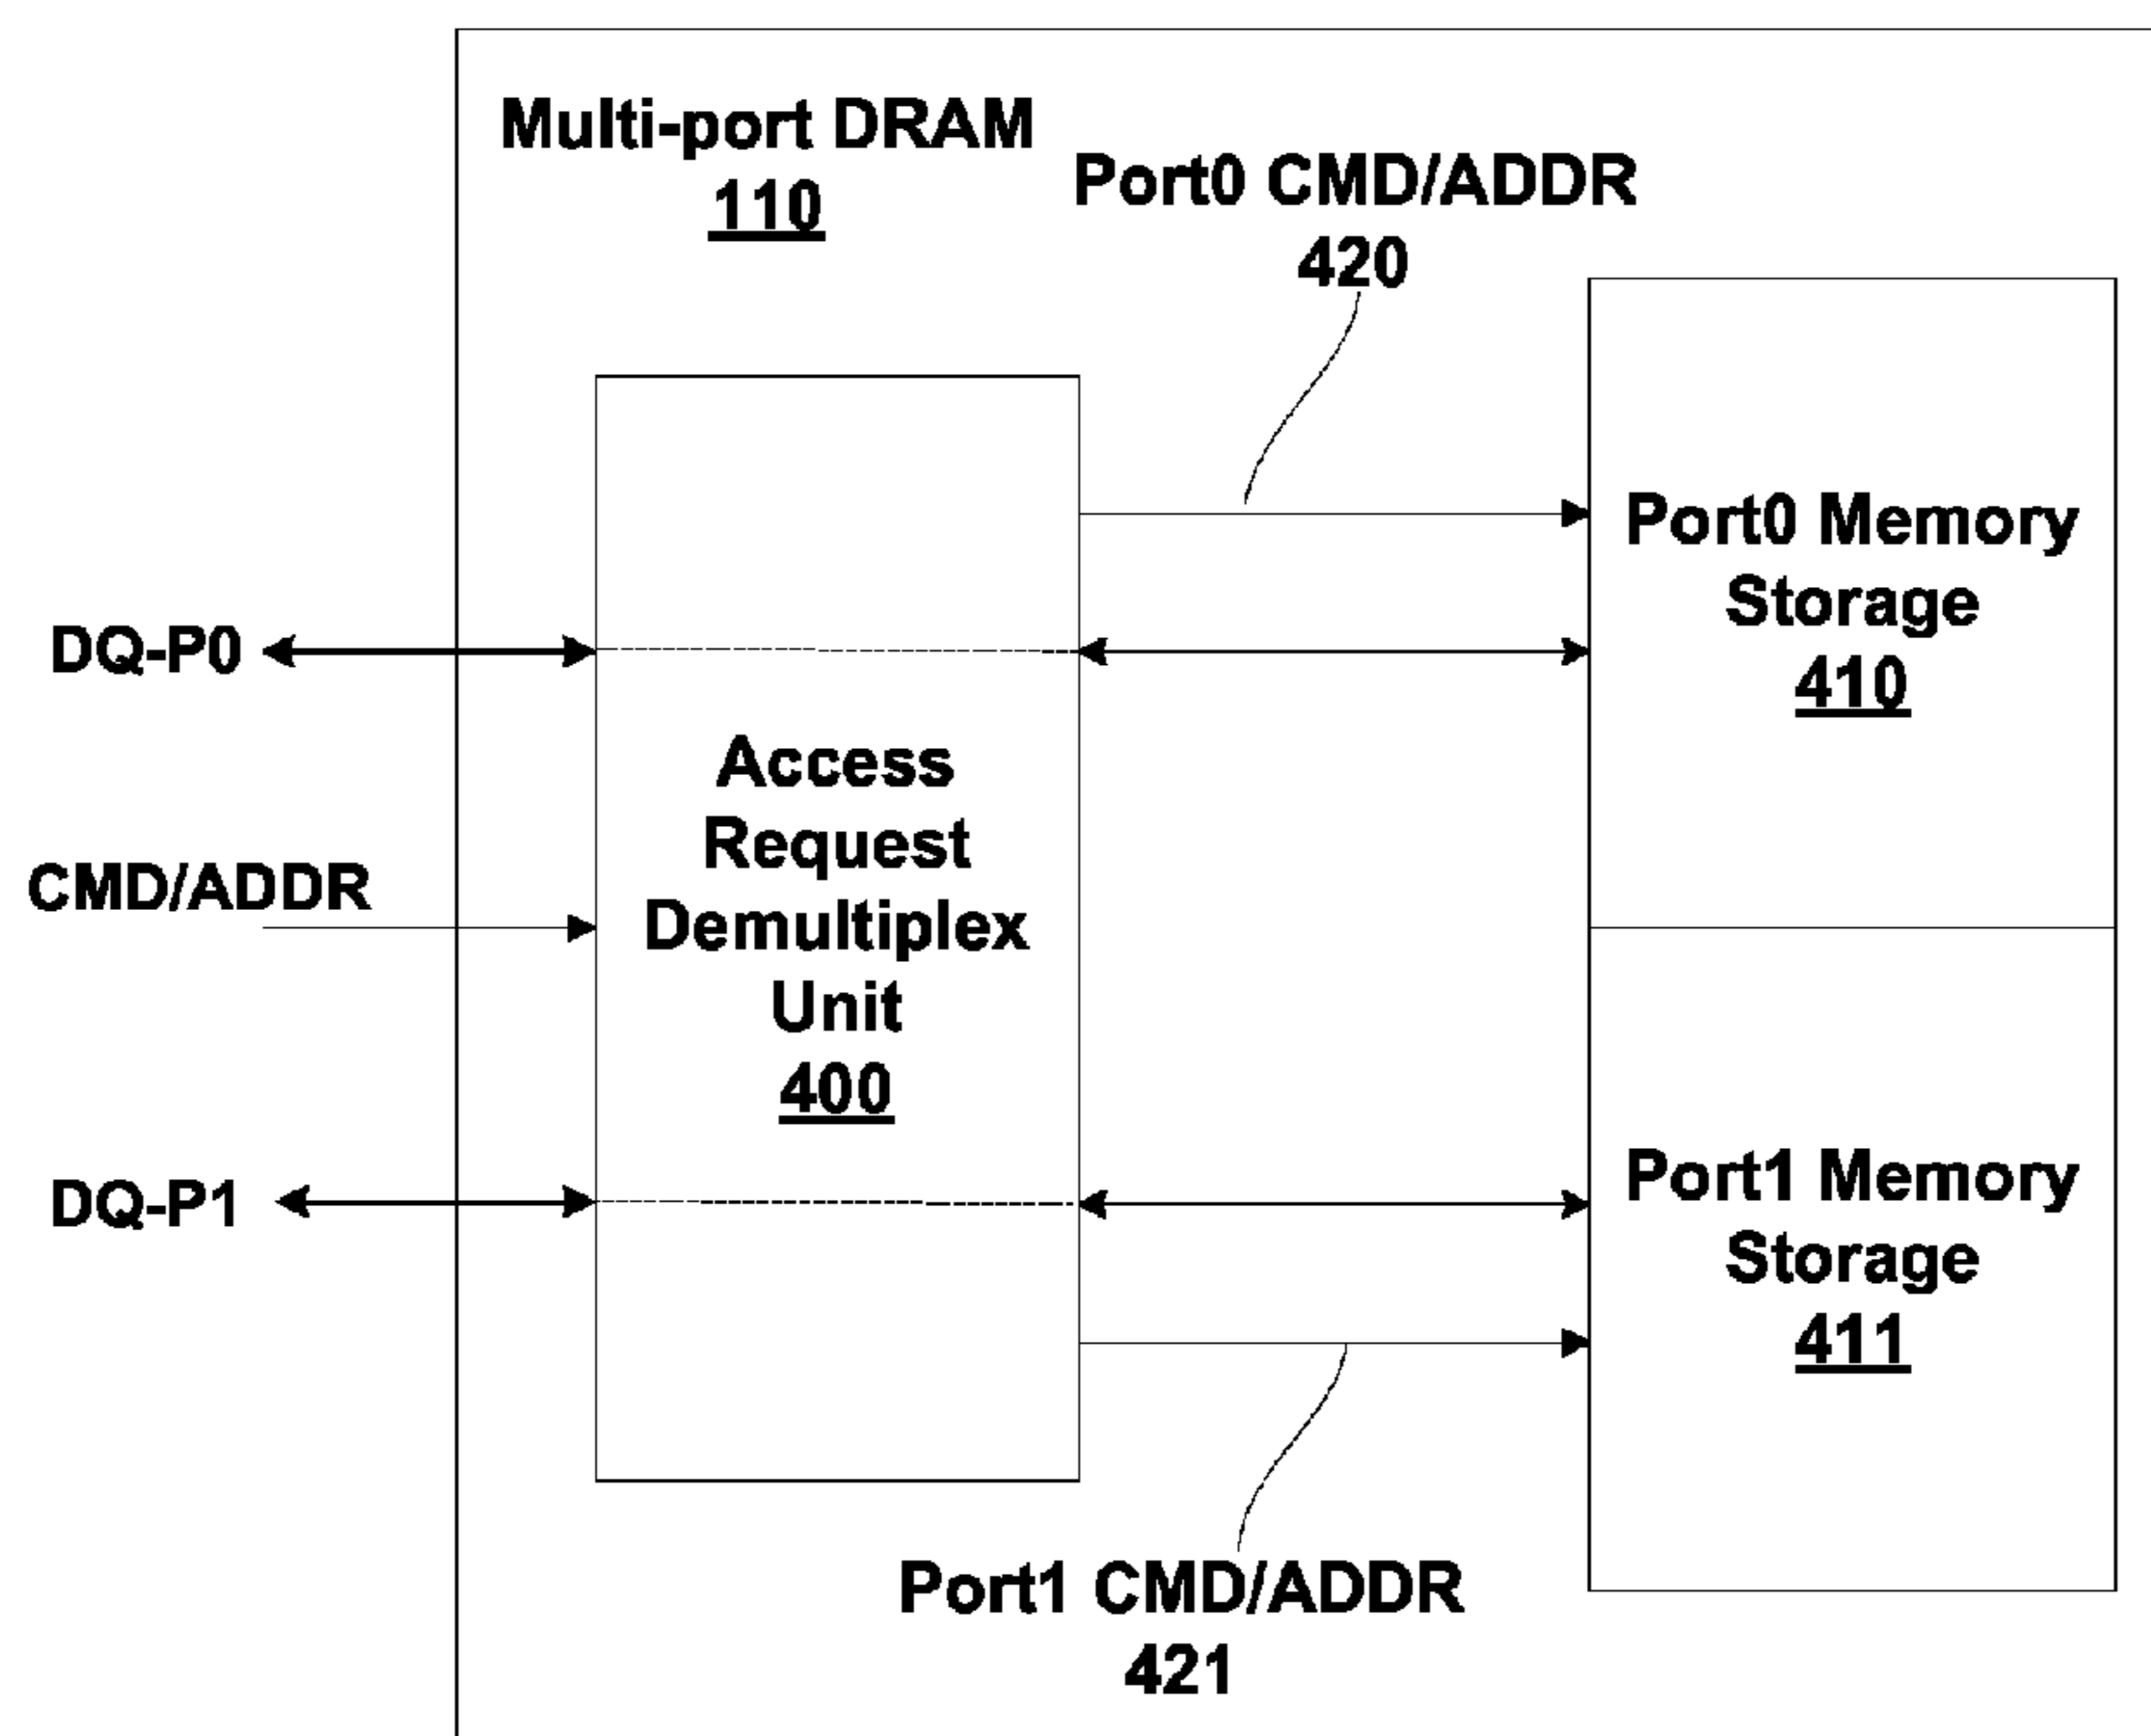 Multi-port DRAM
110
Port0 CMD/ADDR
420
Port0 Memory
Storage
410
DQ-P0
Access
Request
Demultiplex
Unit
400
CMD/ADDR
DQ-P1
Port1 Memory
Storage
411
Port1 CMD/ADDR
421